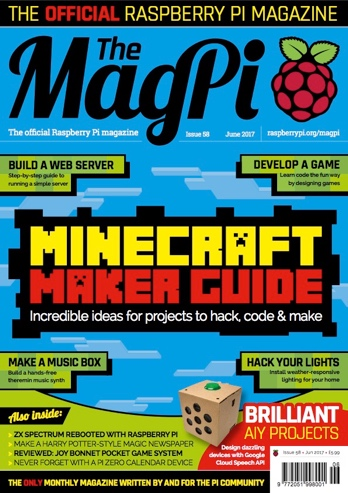 THE OFFICIAL RASPBERRY PI MAGAZINE
The
MagPi
The official Raspberry Pi magazine
Issue 58 June 2017 raspberrypi.org/magpi
BUILD A WEB SERVER
Step-by-step guide to
running a simple server
DEVELOP A GAME
Learn code the fun way
by designing games
MINECRAFT
MAKER GUIDE
Incredible ideas for projects to hack, code & make
MAKE A MUSIC BOX
Build a hands-free
theremin synth
HACK YOUR LIGHTS
Install weather-responsive
lighting for your home
Also inside:
ZX SPECTRUM REBOOTED WITH RASPBERRY PI
MAKE A HARRY POTTER-STYLE MAGIC NEWSPAPER
REVIEWED: JOY BONNET POCKET GAME SYSTEM
NEVER FORGET WITH A PI ZERO CALENDAR DEVICE
BRILLIANT
AIY PROJECTS
Design dazzling
devices with Google
Cloud Speech API
Issue 58 • Jun 2017 • £5.99
06
9 772051 998001
THE ONLY MONTHLY MAGAZINE WRITTEN BY AND FOR THE PI COMMUNITY